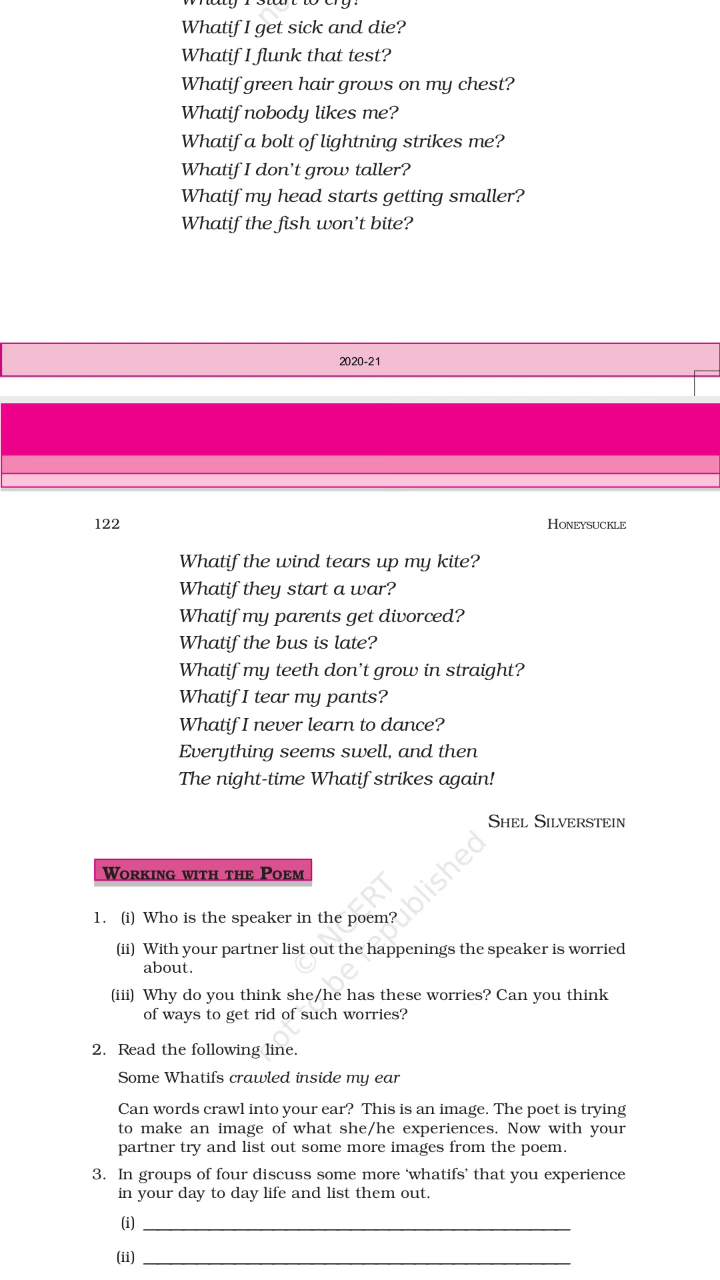 Whatif I start to cry?
Whatif I get sick and die?
Whatif I flunk that test?
Whatif green hair grows on my chest?
Whatif nobody likes me?
Whatif a bolt of lightning strikes me?
Whatif I don't grow taller?
Whatif my head starts getting smaller?
Whatif the fish won't bite?
2020-21
122 HONEYSUCKLE
Whatif the wind tears up my kite?
Whatif they start a war?
Whatif my parents get divorced?
Whatif the bus is late?
Whatif my teeth don't grow in straight?
Whatif I tear my pants?
Whatif I never learn to dance?
Everything seems swell, and then
The night-time Whatif strikes again!
SHEL SILVERSTEIN
WORKING WITH THE POEM
1. (i) Who is the speaker in the poem?
(ii) With your partner list out the happenings the speaker is worried
about.
(iii) Why do you think she/he has these worries? Can you think
of ways to get rid of such worries?
2. Read the following line.
Some Whatifs crawled inside my ear
Can words crawl into your ear? This is an image. The poet is trying
to make an image of what she/he experiences. Now with your
partner try and list out some more images from the poem.
3. In groups of four discuss some more 'whatifs' that you experience
in your day to day life and list them out.
(i)
(ii)
© NCERT
not to be republished